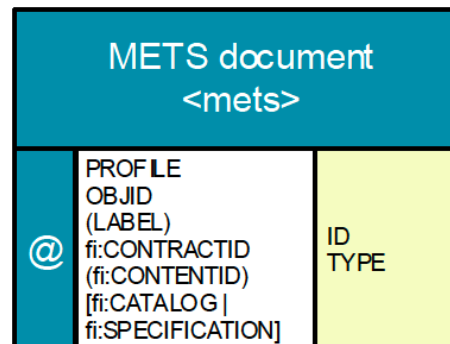 METS document
<mets>
@
PROFILE
OBJID
(LABEL)
fi:CONTRACTID
(fi:CONTENTID)
[fi:CATALOG |
fi:SPECIFICATION]
ID
TYPE